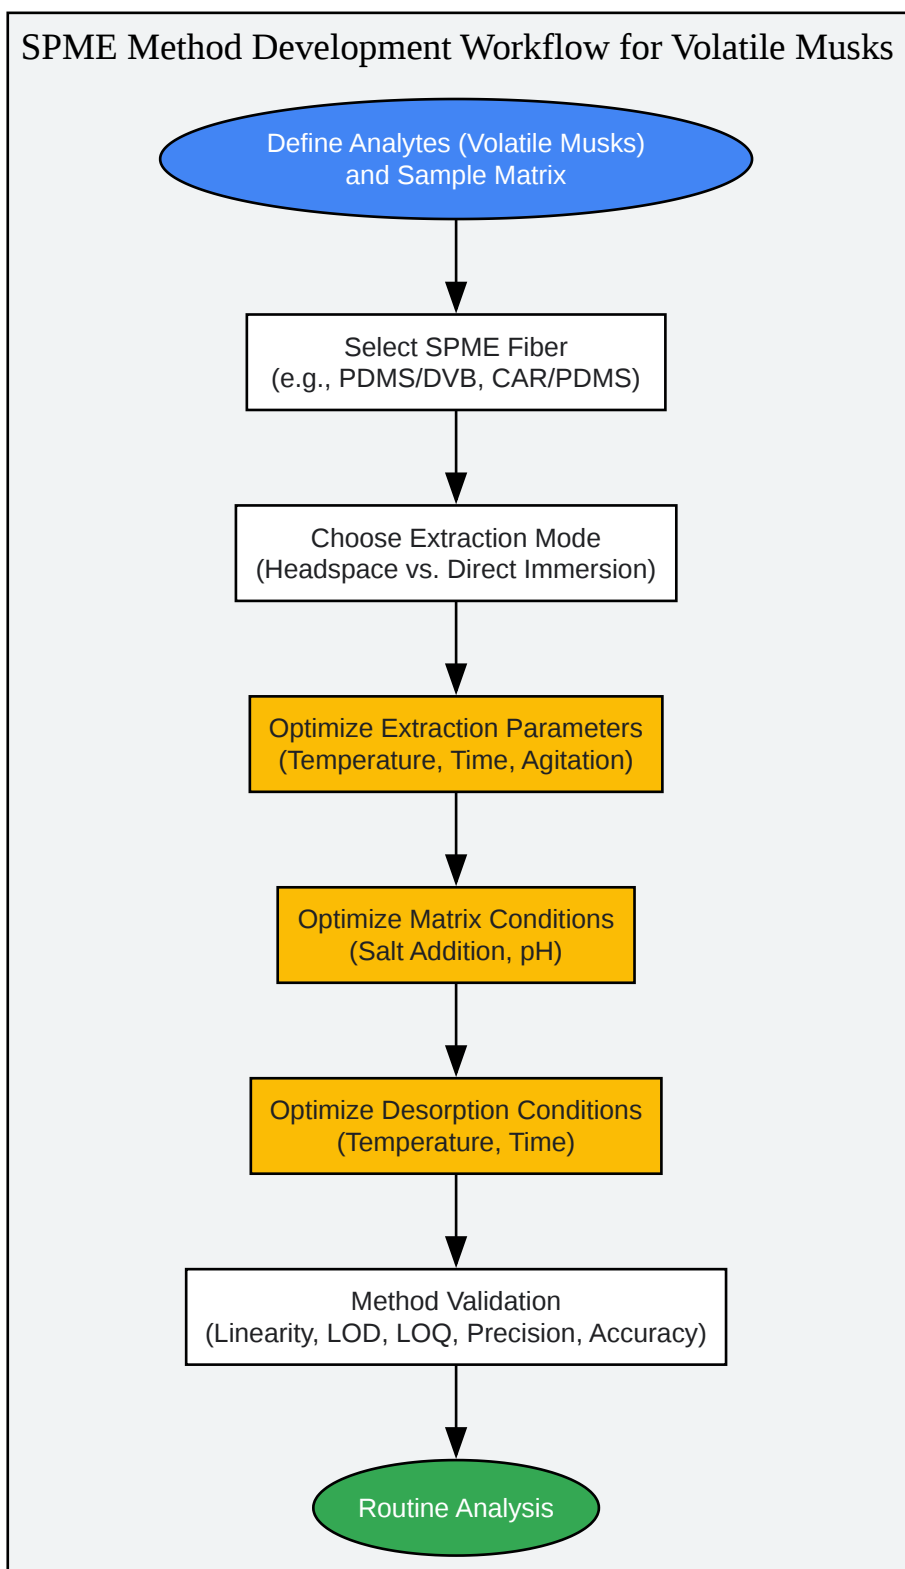 SPME Method Development Workflow for Volatile Musks
Define Analytes (Volatile Musks)
and Sample Matrix
Select SPME Fiber
(e.g., PDMS/DVB, CAR/PDMS)
Choose Extraction Mode
(Headspace vs. Direct Immersion)
Optimize Extraction Parameters
(Temperature, Time, Agitation)
Optimize Matrix Conditions
(Salt Addition, pH)
Optimize Desorption Conditions
(Temperature, Time)
Method Validation
(Linearity, LOD, LOQ, Precision, Accuracy)
Routine Analysis